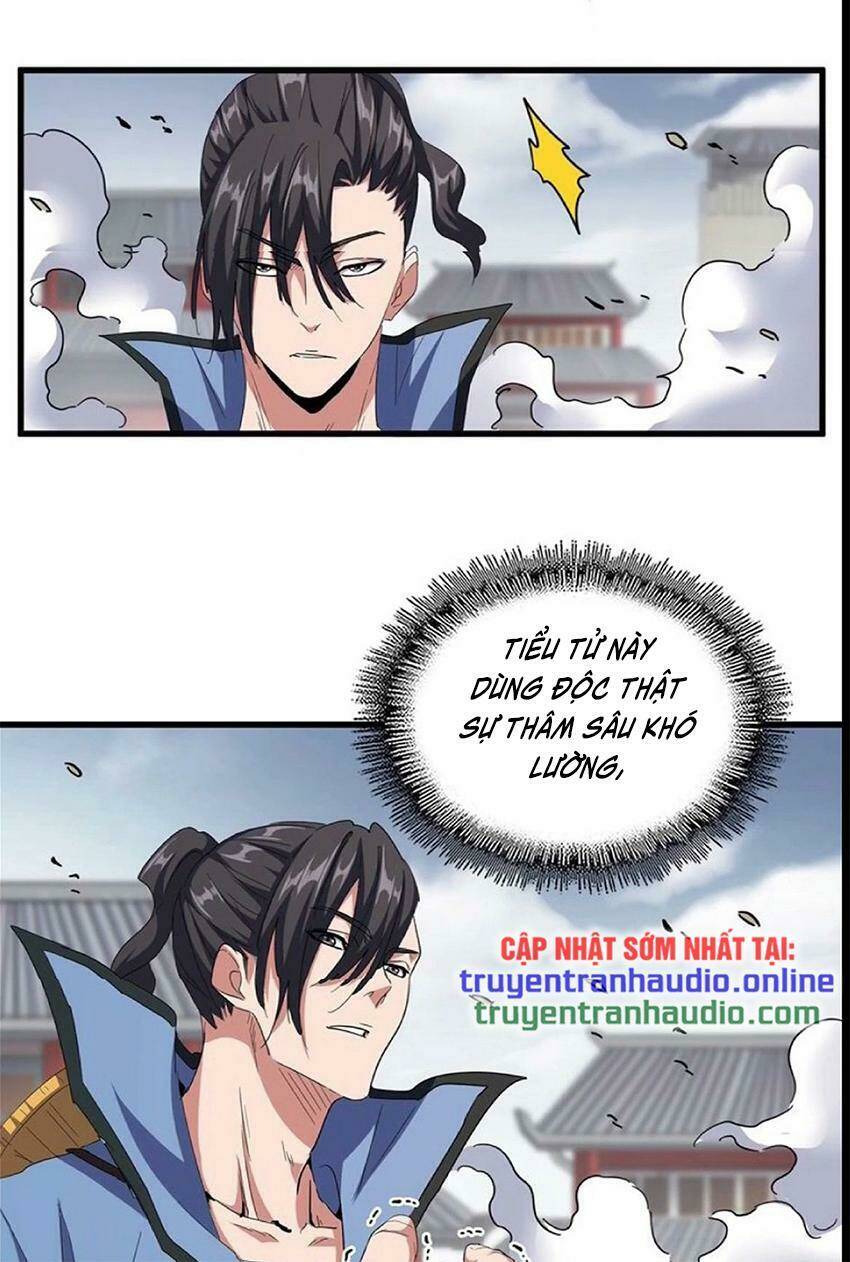 TIỂU TỬ NÀY
DÙNG ĐỘC THẬT
SỰ THÂM SÂU KHÓ
LƯỜNG,
CẬP NHẬT SỚM NHẤT TẠI:
truyentranhaudio.online
truyentranhaudio.com